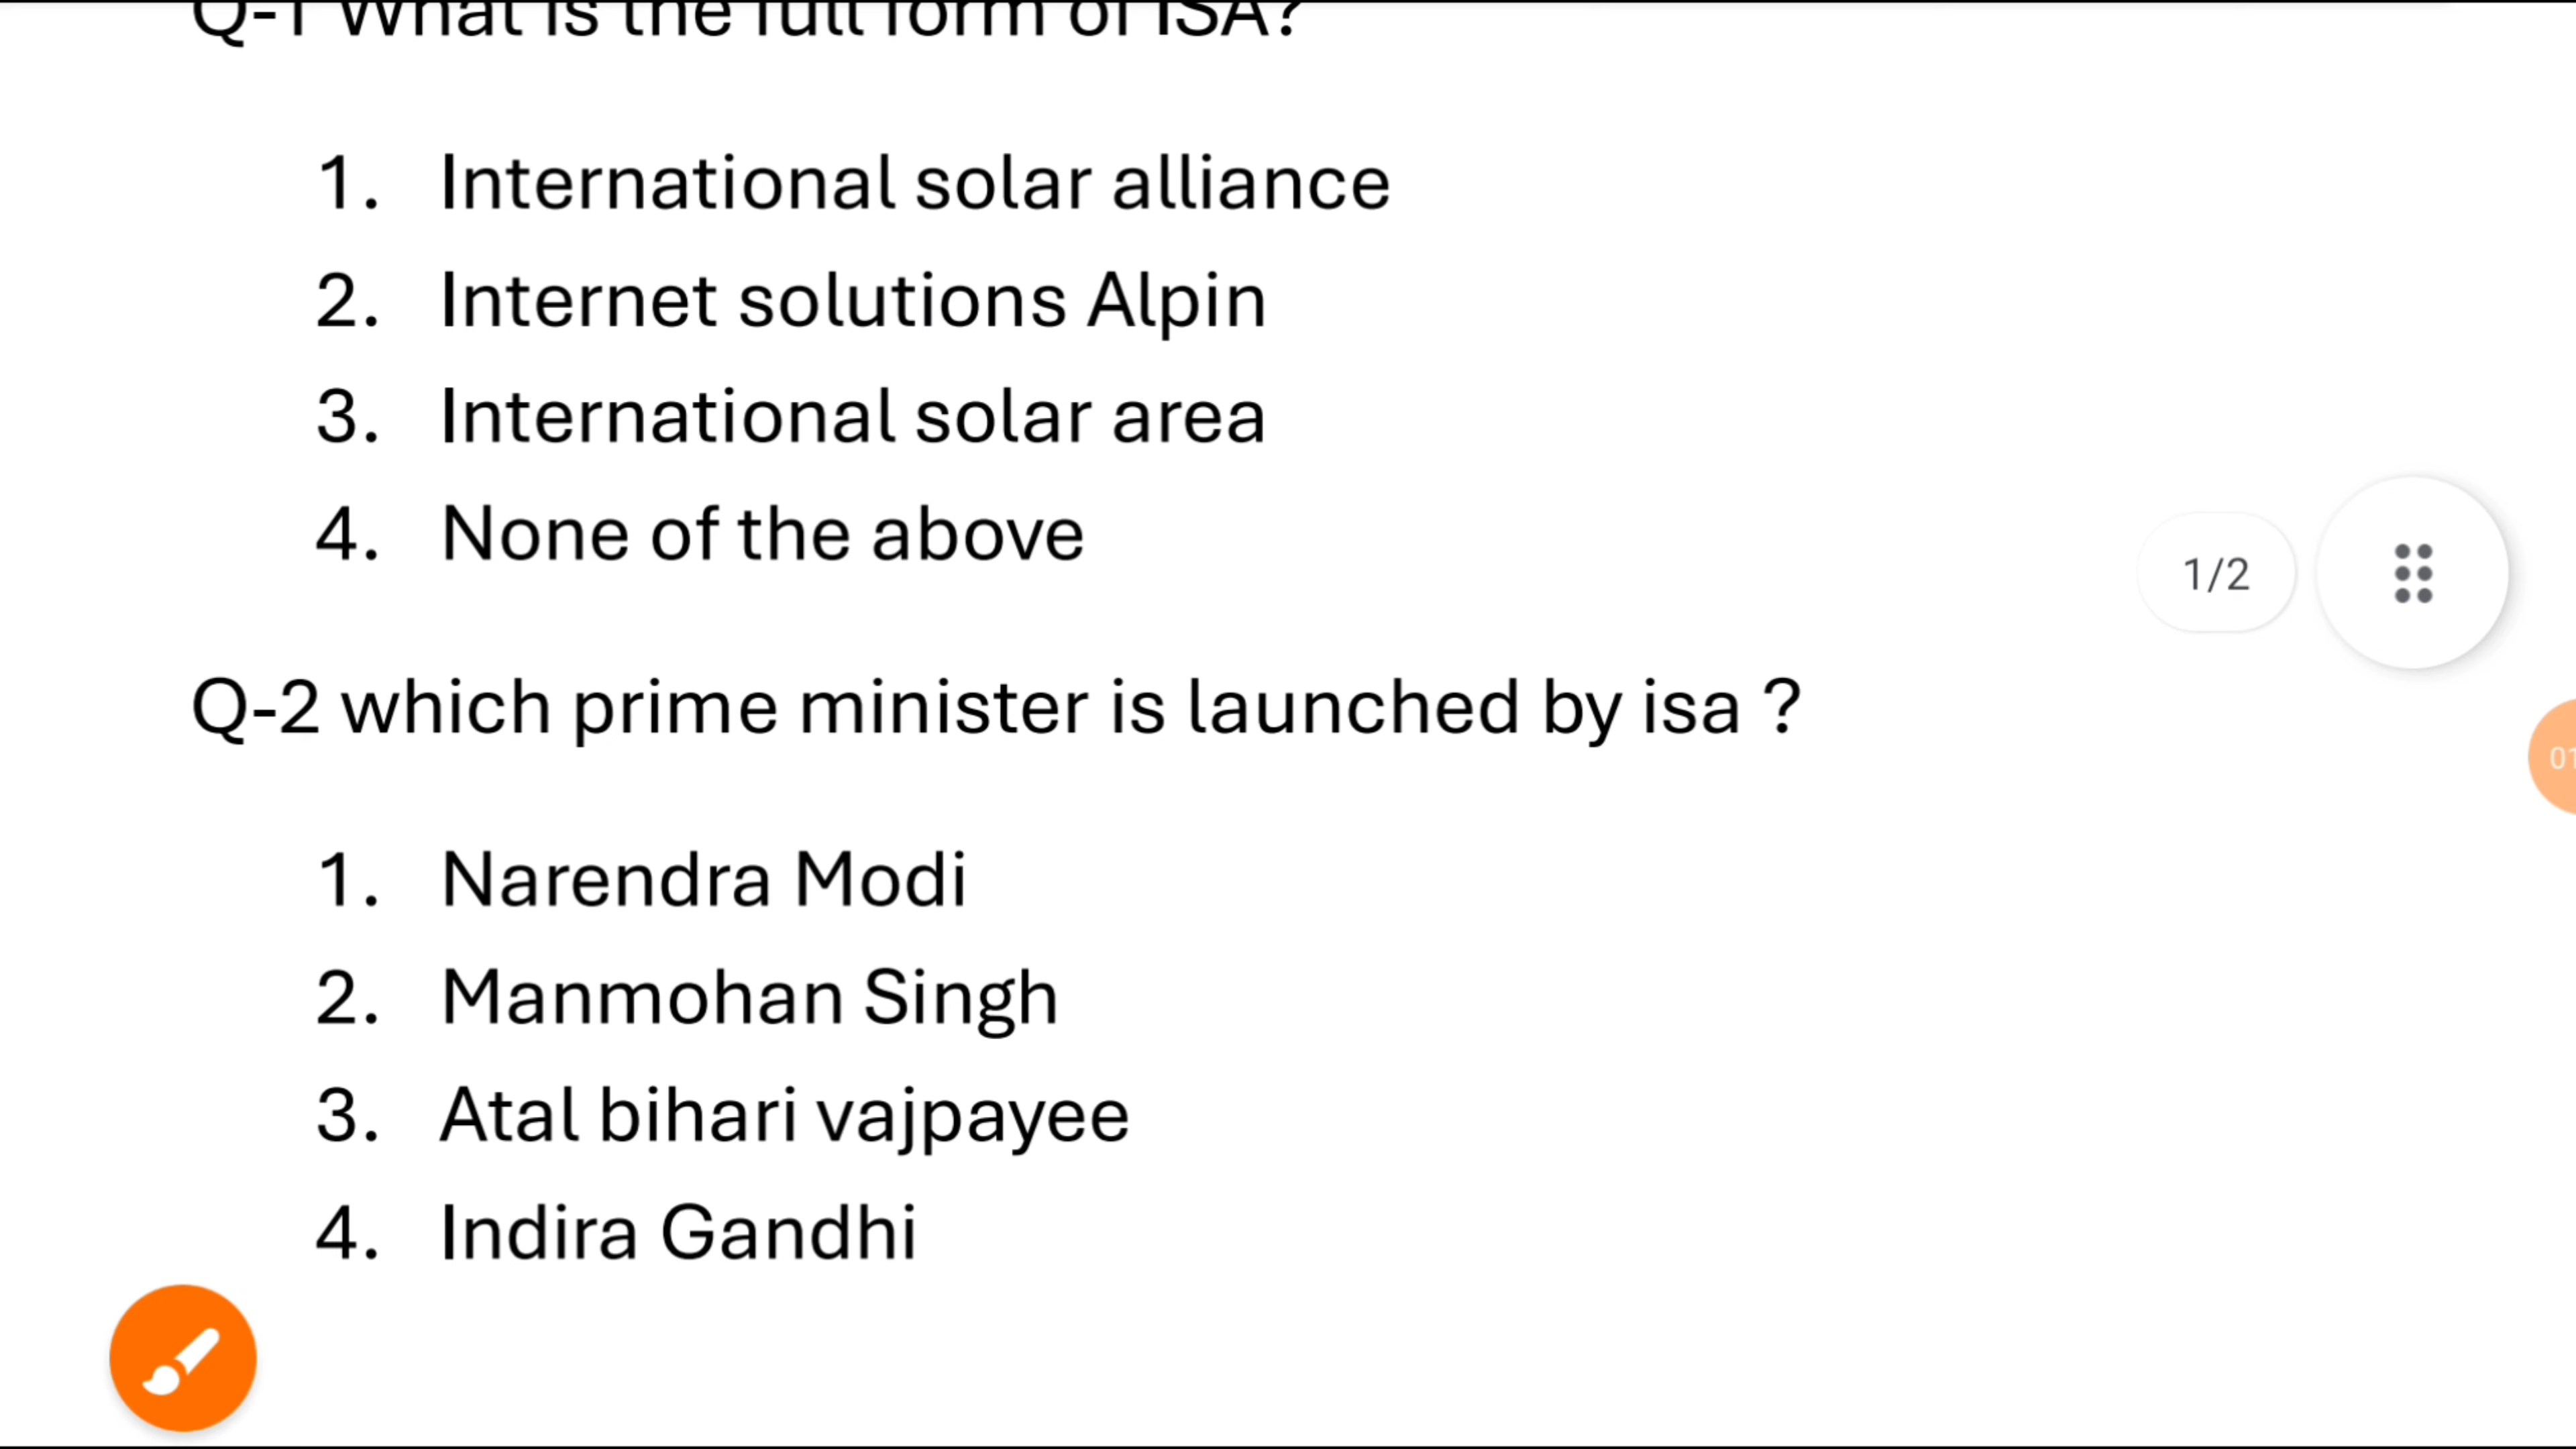 Q-1 What is the full form of ISA?
1. International solar alliance
2. Internet solutions Alpin
3. International solar area
4. None of the above
1/2
Q-2 which prime minister is launched by isa ?
01
1. Narendra Modi
2. Manmohan Singh
3. Atal bihari vajpayee
4. Indira Gandhi